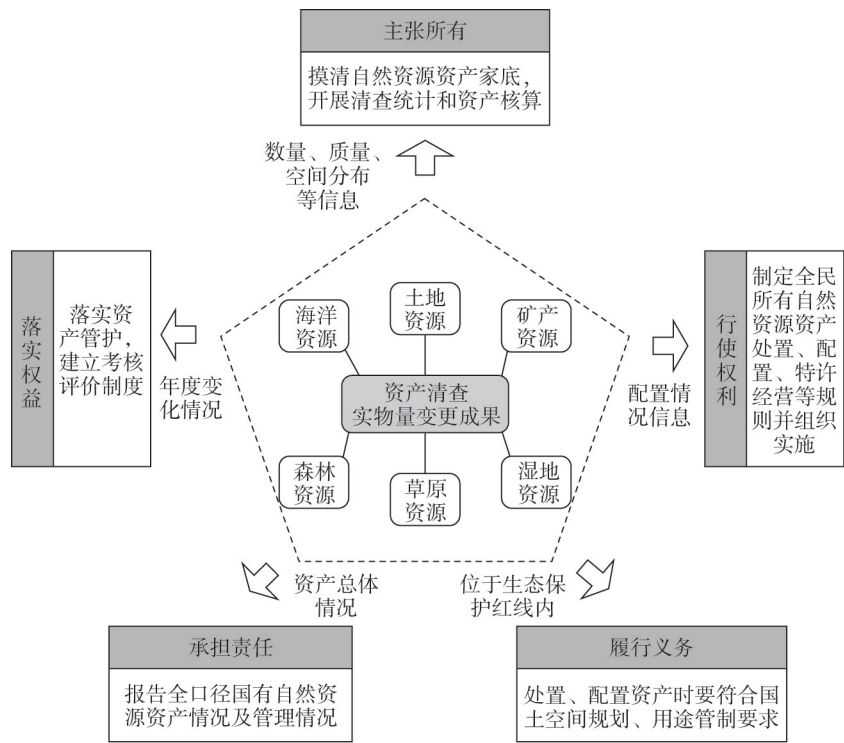 主张所有
摸清自然资源资产家底，
开展清查统计和资产核算
数量、质量、
空间分布
等信息
落实权益
落实资
产管护，
建立考核
评价制度
年度变
化情况
海洋
资源
土地
资源
矿产
资源
资产清查
实物量变更成果
森林
资源
草原
资源
湿地
资源
配置情
况信息
行使权利
制定全民
所有自然
资源资产
处置、配
置、特许
经营等规
则并组织
实施
资产总体
情况
位于生态保
护红线内
承担责任
报告全口径国有自然资
源资产情况及管理情况
履行义务
处置、配置资产时要符合国
土空间规划、用途管制要求